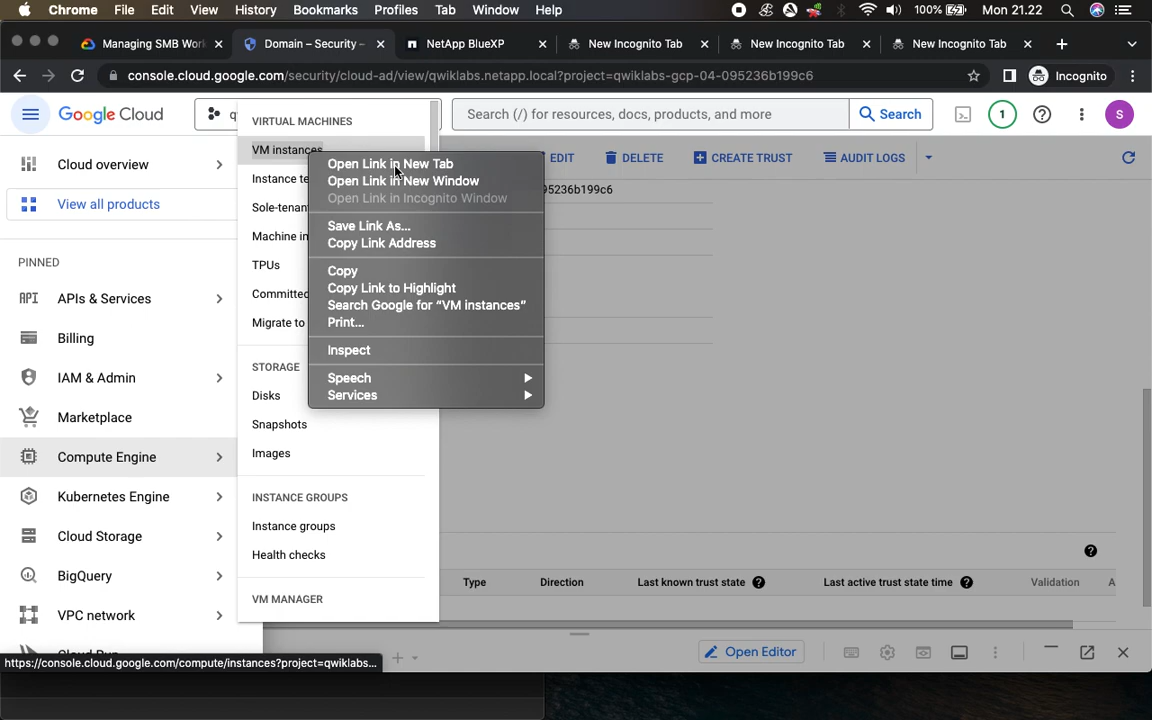 Chrome File Edit View History Bookmarks Profiles Tab Window Help 100% Mon 21.22
Managing SMB Wor Domain – Security – NetApp BlueXP New Incognito Tab New Incognito Tab New Incognito Tab
console.cloud.google.com/security/cloud-ad/view/qwiklabs.netapp.local?project=qwiklabs-gcp-04-095236b199c6 Incognito
Google Cloud q Search (/) for resources, docs, products, and more Search 1 S
Cloud overview
View all products
PINNED
API APIs & Services
Billing
IAM & Admin
Marketplace
Compute Engine
Kubernetes Engine
Cloud Storage
BigQuery
VPC network
https://console.cloud.google.com/compute/instances?project=qwiklabs...
VIRTUAL MACHINES
VM instances
Instance te
Sole-tenan
Machine in
TPUs
Committed
Migrate to
STORAGE
Disks
Snapshots
Images
INSTANCE GROUPS
Instance groups
Health checks
VM MANAGER
Open Link in New Tab
Open Link in New Window
Open Link in Incognito Window
Save Link As...
Copy Link Address
Copy
Copy Link to Highlight
Search Google for “VM instances”
Print...
Inspect
Speech
Services
EDIT DELETE CREATE TRUST AUDIT LOGS
95236b199c6
Type Direction Last known trust state Last active trust state time Validation A
Open Editor